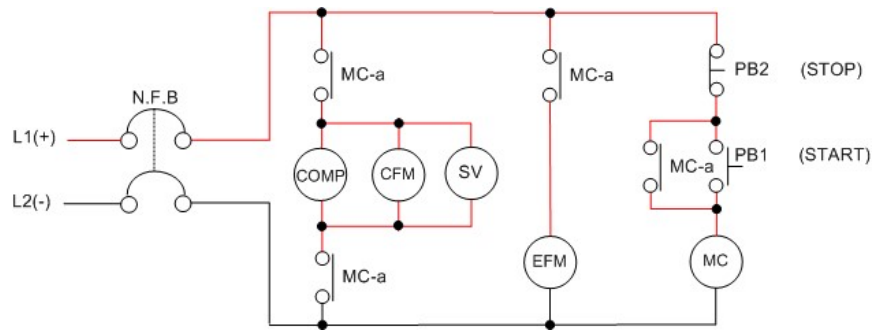 N.F.B
L1(+)
L2(-)
MC-a
COMP
CFM
SV
MC-a
MC-a
EFM
PB2 (STOP)
MC-a
PB1 (START)
MC